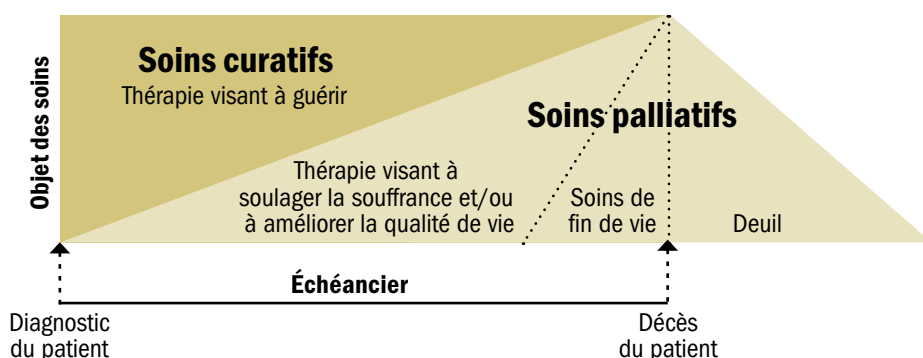 Objet des soins
Soins curatifs
Thérapie visant à guérir
Soins palliatifs
Thérapie visant à
soulager la souffrance et/ou
à améliorer la qualité de vie
Soins de
fin de vie
Deuil
Échéancier
Diagnostic
du patient
Décès
du patient